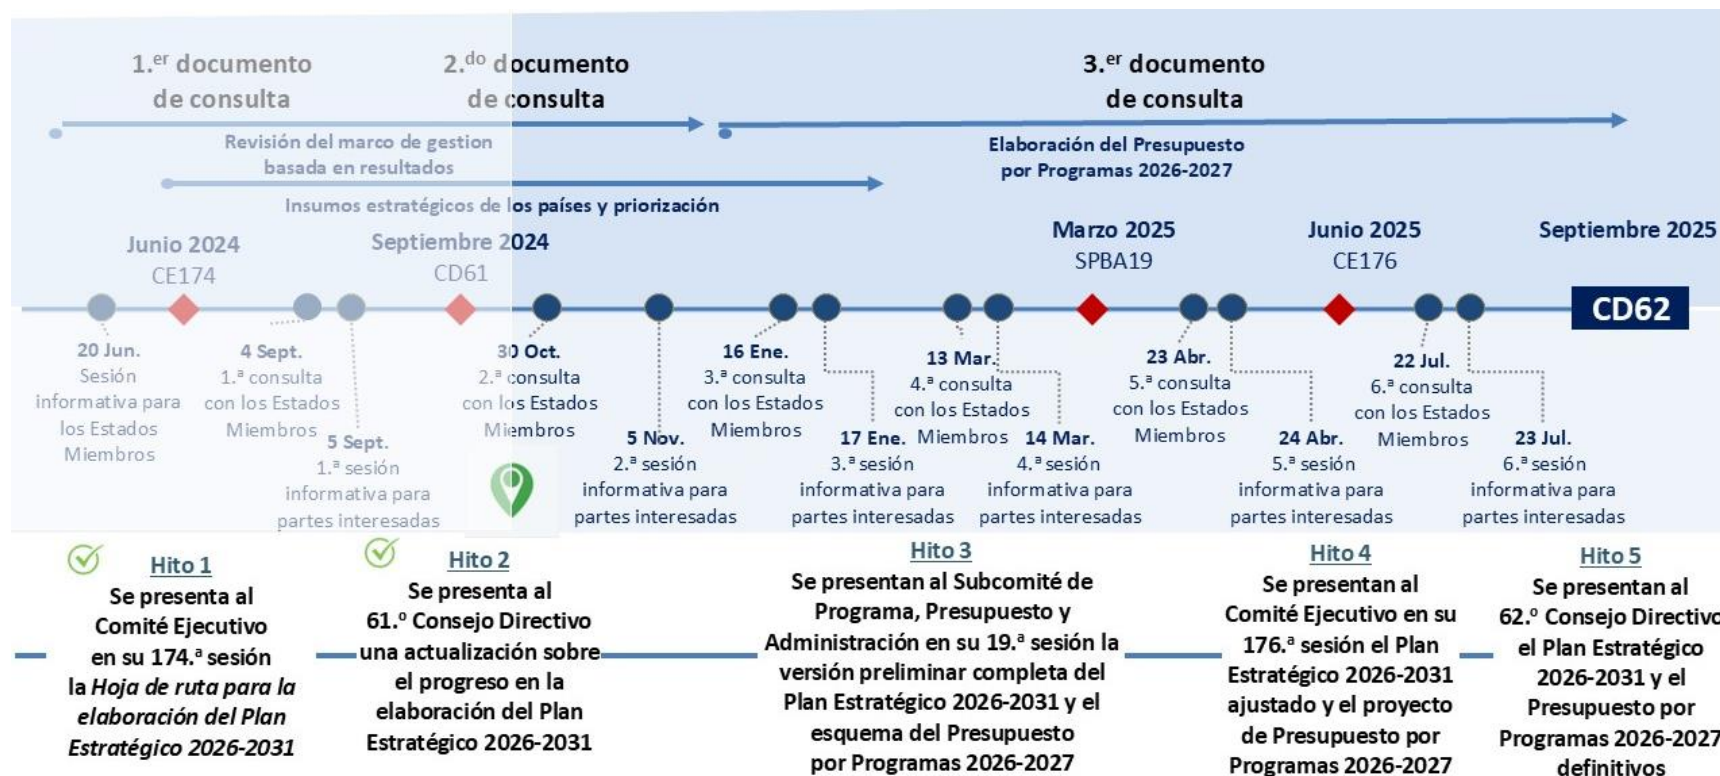 1.er documento
de consulta
2.do documento
de consulta
3.er documento
de consulta
Revisión del marco de gestion
basada en resultados
Elaboración del Presupuesto
por Programas 2026-2027
Insumos estratégicos de los países y priorización
Junio 2024
CE174
Septiembre 2024
CD61
Marzo 2025
SPBA19
Junio 2025
CE176
Septiembre 2025
CD62
20 Jun.
Sesión
informativa para
los Estados
Miembros
4 Sept.
1.ª consulta
con los Estados
Miembros
5 Sept.
1.ª sesión
informativa para
partes interesadas
30 Oct.
2.ª consulta
con los Estados
Miembros
5 Nov.
2.ª sesión
informativa para
partes interesadas
16 Ene.
3.ª consulta
con los Estados
Miembros
17 Ene.
3.ª sesión
informativa para
partes interesadas
13 Mar.
4.ª consulta
con los Estados
Miembros
14 Mar.
4.ª sesión
informativa para
partes interesadas
23 Abr.
5.ª consulta
con los Estados
Miembros
24 Abr.
5.ª sesión
informativa para
partes interesadas
22 Jul.
6.ª consulta
con los Estados
Miembros
23 Jul.
6.ª sesión
informativa para
partes interesadas
Hito 1
Se presenta al
Comité Ejecutivo
en su 174.ª sesión
la Hoja de ruta para la
elaboración del Plan
Estratégico 2026-2031
Hito 2
Se presenta al
61.º Consejo Directivo
una actualización sobre
el progreso en la
elaboración del Plan
Estratégico 2026-2031
Hito 3
Se presentan al Subcomité de
Programa, Presupuesto y
Administración en su 19.ª sesión la
versión preliminar completa del
Plan Estratégico 2026-2031 y el
esquema del Presupuesto
por Programas 2026-2027
Hito 4
Se presentan al
Comité Ejecutivo en su
176.ª sesión el Plan
Estratégico 2026-2031
ajustado y el proyecto
de Presupuesto por
Programas 2026-2027
Hito 5
Se presentan al
62.º Consejo Directivo
el Plan Estratégico
2026-2031 y el
Presupuesto por
Programas 2026-2027
definitivos